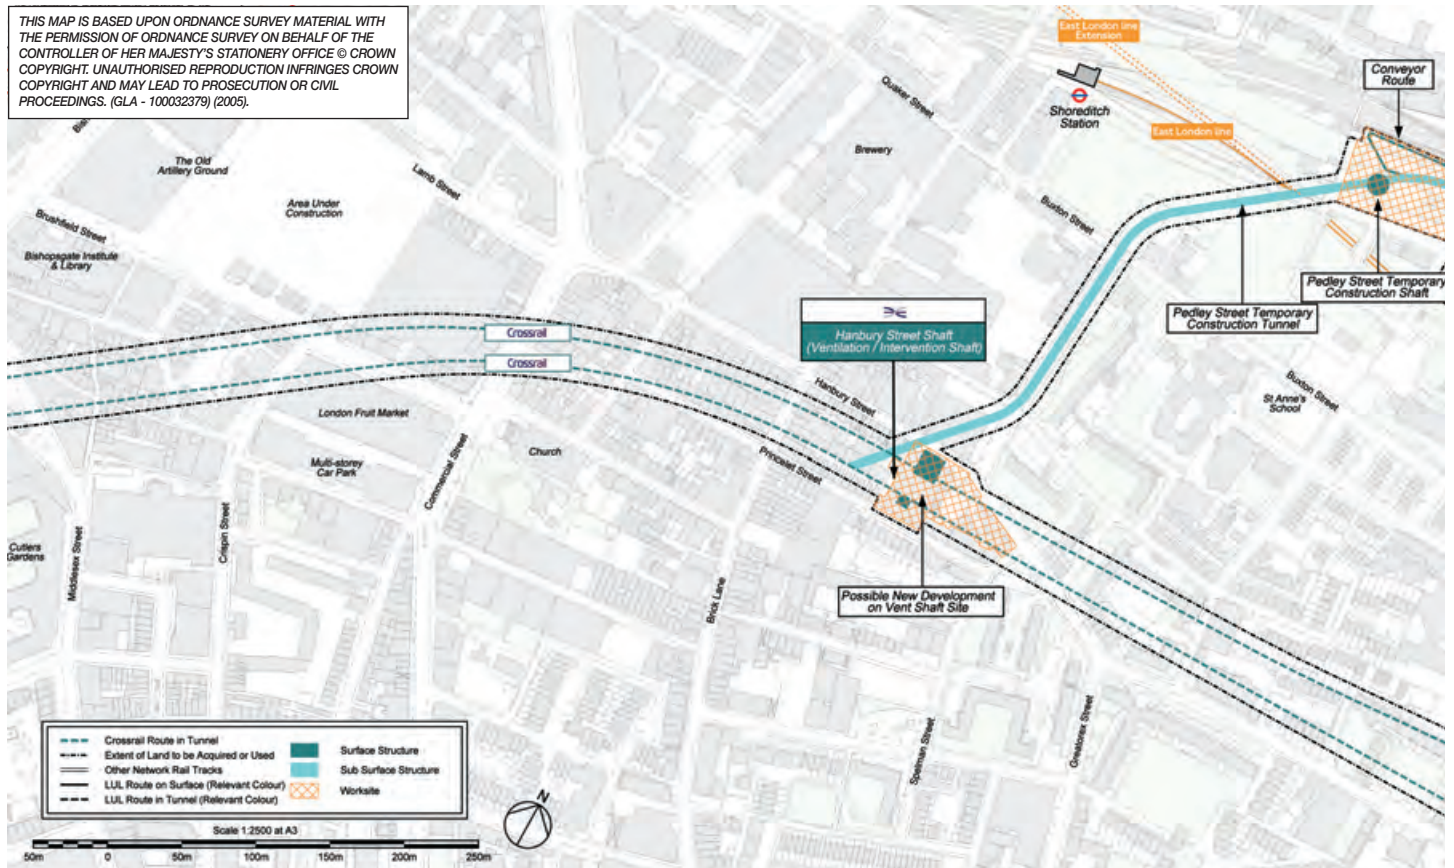 THIS MAP IS BASED UPON ORDNANCE SURVEY MATERIAL WITH
THE PERMISSION OF ORDNANCE SURVEY ON BEHALF OF THE
CONTROLLER OF HER MAJESTY'S STATIONERY OFFICE © CROWN
COPYRIGHT. UNAUTHORISED REPRODUCTION INFRINGES CROWN
COPYRIGHT AND MAY LEAD TO PROSECUTION OR CIVIL
PROCEEDINGS. (GLA - 100032379) (2005).
East London line
Extension
Conveyor
Route
Quaker Street
Shoreditch
Station
East London line
Brewery
The Old
Artillery Ground
Lamb Street
Area Under
Construction
Buxton Street
Brushfield Street
Bishopsgate Institute
& Library
Pedley Street Temporary
Construction Shaft
Pedley Street Temporary
Construction Tunnel
Crossrail
Crossrail
Hanbury Street Shaft
(Ventilation / Intervention Shaft)
Hanbury Street
Buxton Street
St Anne's
School
London Fruit Market
Commercial Street
Church
Princelet Street
Multi-storey
Car Park
Crispin Street
Middlesex Street
Cutlers
Gardens
Brick Lane
Possible New Development
on Vent Shaft Site
Spelman Street
Greatorex Street
Crossrail Route in Tunnel
Extent of Land to be Acquired or Used
Other Network Rail Tracks
LUL Route on Surface (Relevant Colour)
LUL Route in Tunnel (Relevant Colour)
Surface Structure
Sub Surface Structure
Worksite
N
Scale 1:2500 at A3
50m 0 50m 100m 150m 200m 250m